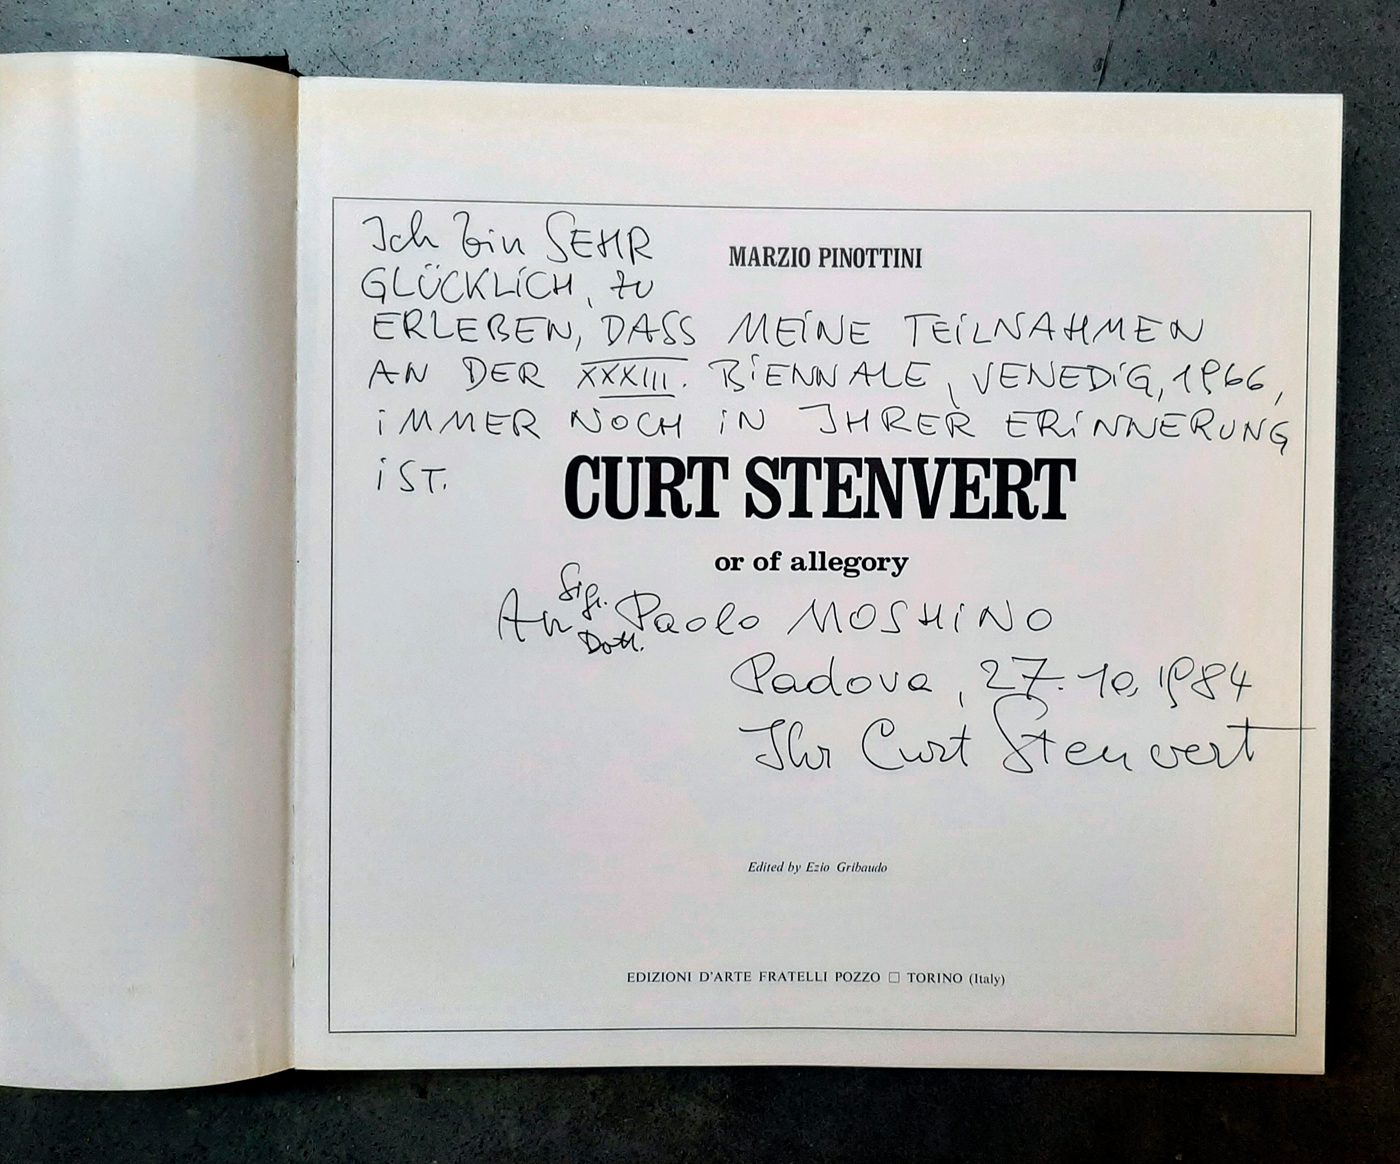 Ich bin SEHR
GLÜCKLICH, zu
MARZIO PINOTTINI
ERLEBEN, DASS MEINE TEILNAHMEN
AN DER XXXIII. BIENNALE, VENEDIG, 1966,
IMMER NOCH IN IHRER ERINNERUNG
IST.
CURT STENVERT
or of allegory
Sigr.
An Paolo MOSHINO
Dott.
Padova, 27.10.1984
Ihr Curt Stenvert
Edited by Ezio Gribaudo
EDIZIONI D'ARTE FRATELLI POZZO □ TORINO (Italy)